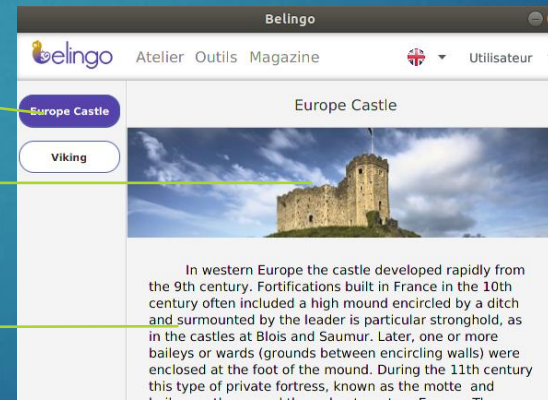 Belingo
belingo Atelier Outils Magazine Utilisateur
Europe Castle
Viking
Europe Castle
In western Europe the castle developed rapidly from
the 9th century. Fortifications built in France in the 10th
century often included a high mound encircled by a ditch
and surmounted by the leader is particular stronghold, as
in the castles at Blois and Saumur. Later, one or more
baileys or wards (grounds between encircling walls) were
enclosed at the foot of the mound. During the 11th century
this type of private fortress, known as the motte and